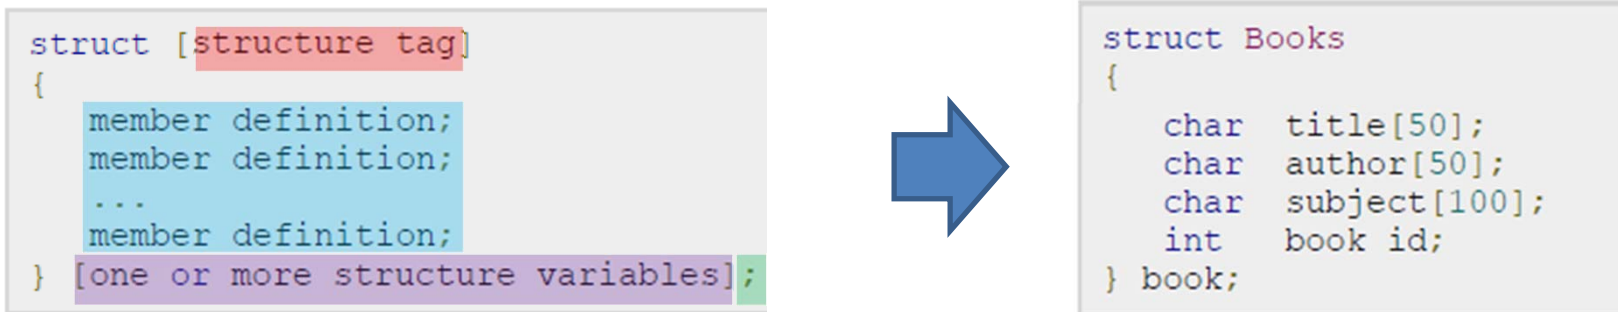 struct [structure tag]
{
member definition;
member definition;
...
member definition;
} [one or more structure variables];
struct Books
{
char title[50];
char author[50];
char subject[100];
int book id;
} book;